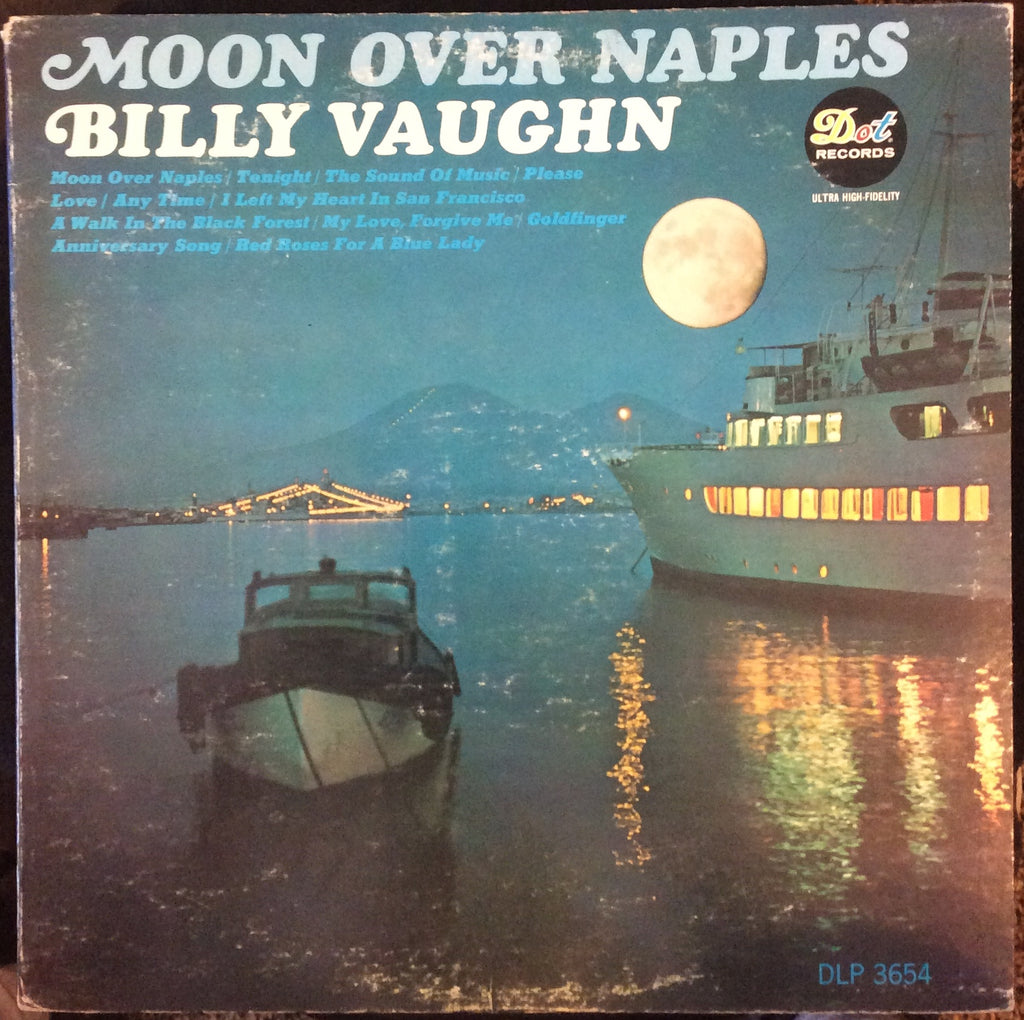 MOON OVER NAPLES
BILLY VAUGHN
Moon Over Naples / Tenight / The Sound Of Music / Please
Love / Any Time / I Left My Heart In San Francisco
A Walk In The Black Forest / My Love, Forgive Me / Goldfinger
Anniversary Song / Red Roses For A Blue Lady
Dot
RECORDS
ULTRA HIGH-FIDELITY
DLP 3654